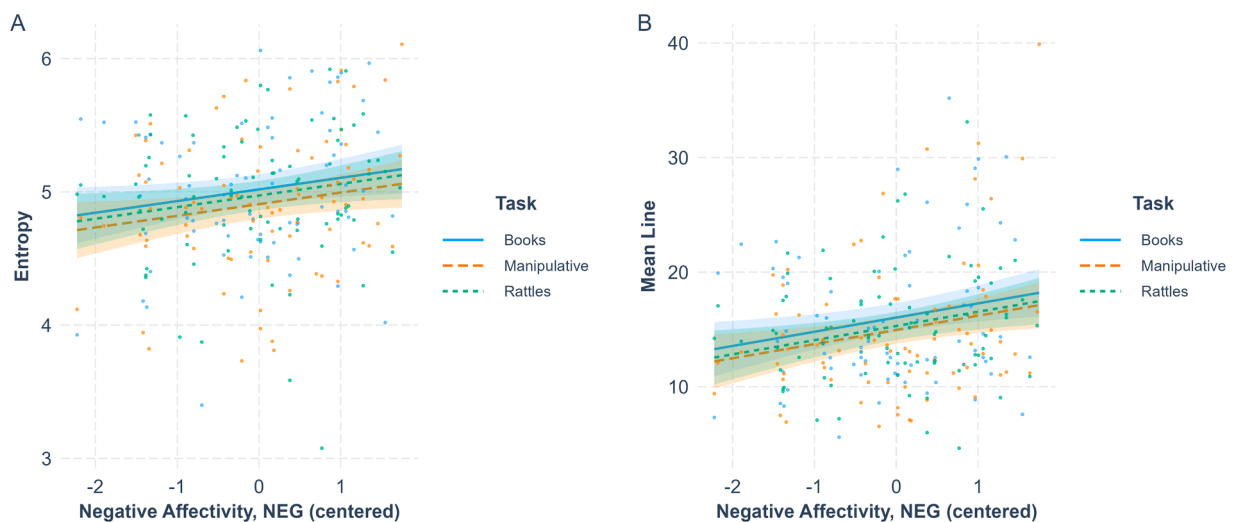 A
B
6
5
4
3
Entropy
-2 -1 0 1
Negative Affectivity, NEG (centered)
Task
Books
Manipulative
Rattles
40
30
20
10
Mean Line
-2 -1 0 1
Negative Affectivity, NEG (centered)
Task
Books
Manipulative
Rattles